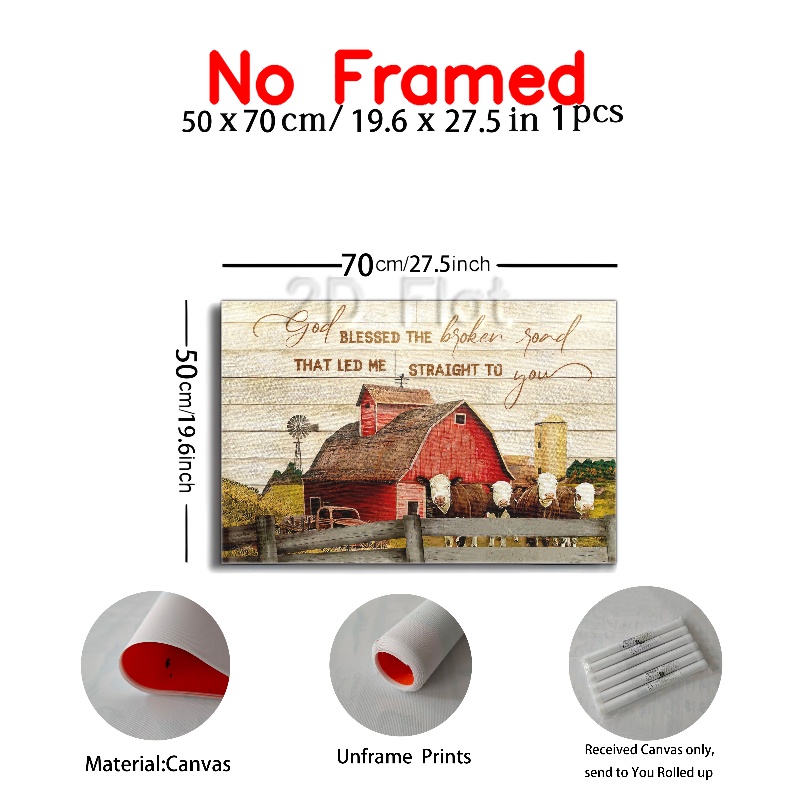 No Framed
50 x 70 cm/ 19.6 x 27.5 in 1pcs
70cm/27.5inch
2D Flat
God BLESSED THE broken road
THAT LED ME STRAIGHT TO you
50cm/19.6inch
Material:Canvas
Unframe Prints
Received Canvas only,
send to You Rolled up